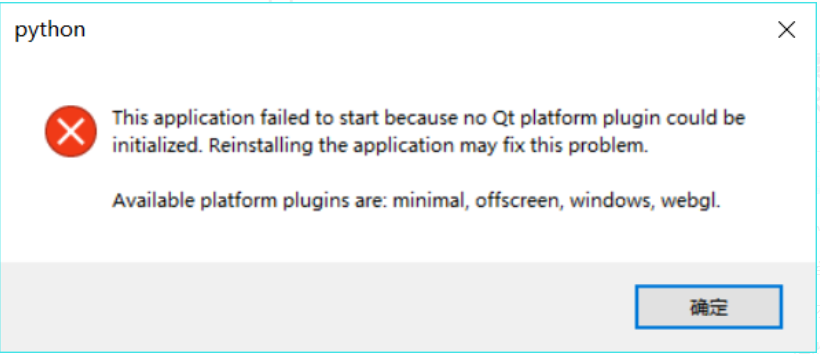 python
This application failed to start because no Qt platform plugin could be
initialized. Reinstalling the application may fix this problem.
Available platform plugins are: minimal, offscreen, windows, webgl.
确定